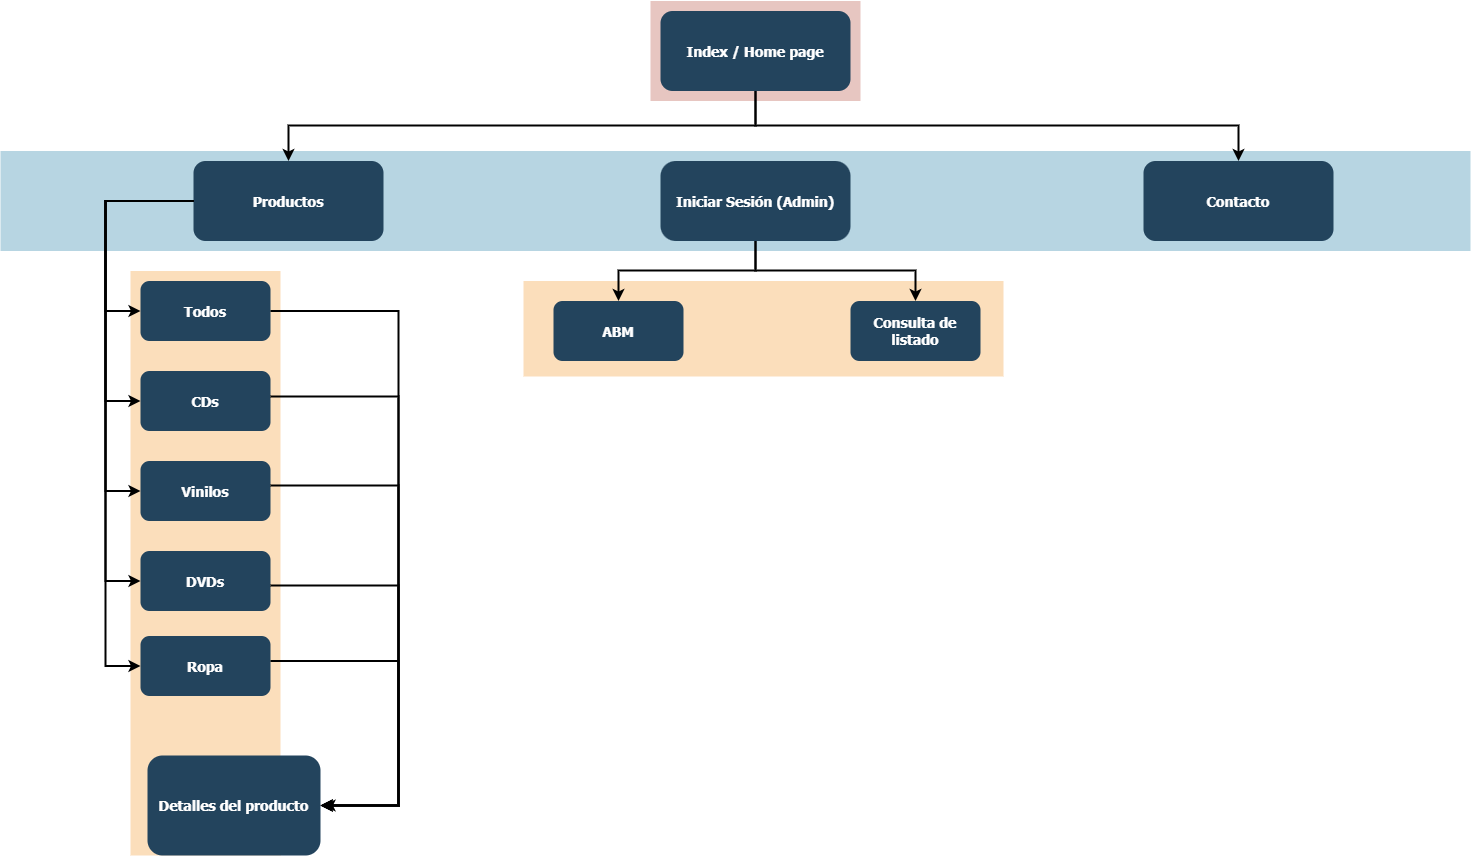 Index / Home page
Productos
Iniciar Sesión (Admin)
Contacto
Todos
CDs
Vinilos
DVDs
Ropa
Detalles del producto
ABM
Consulta de
listado